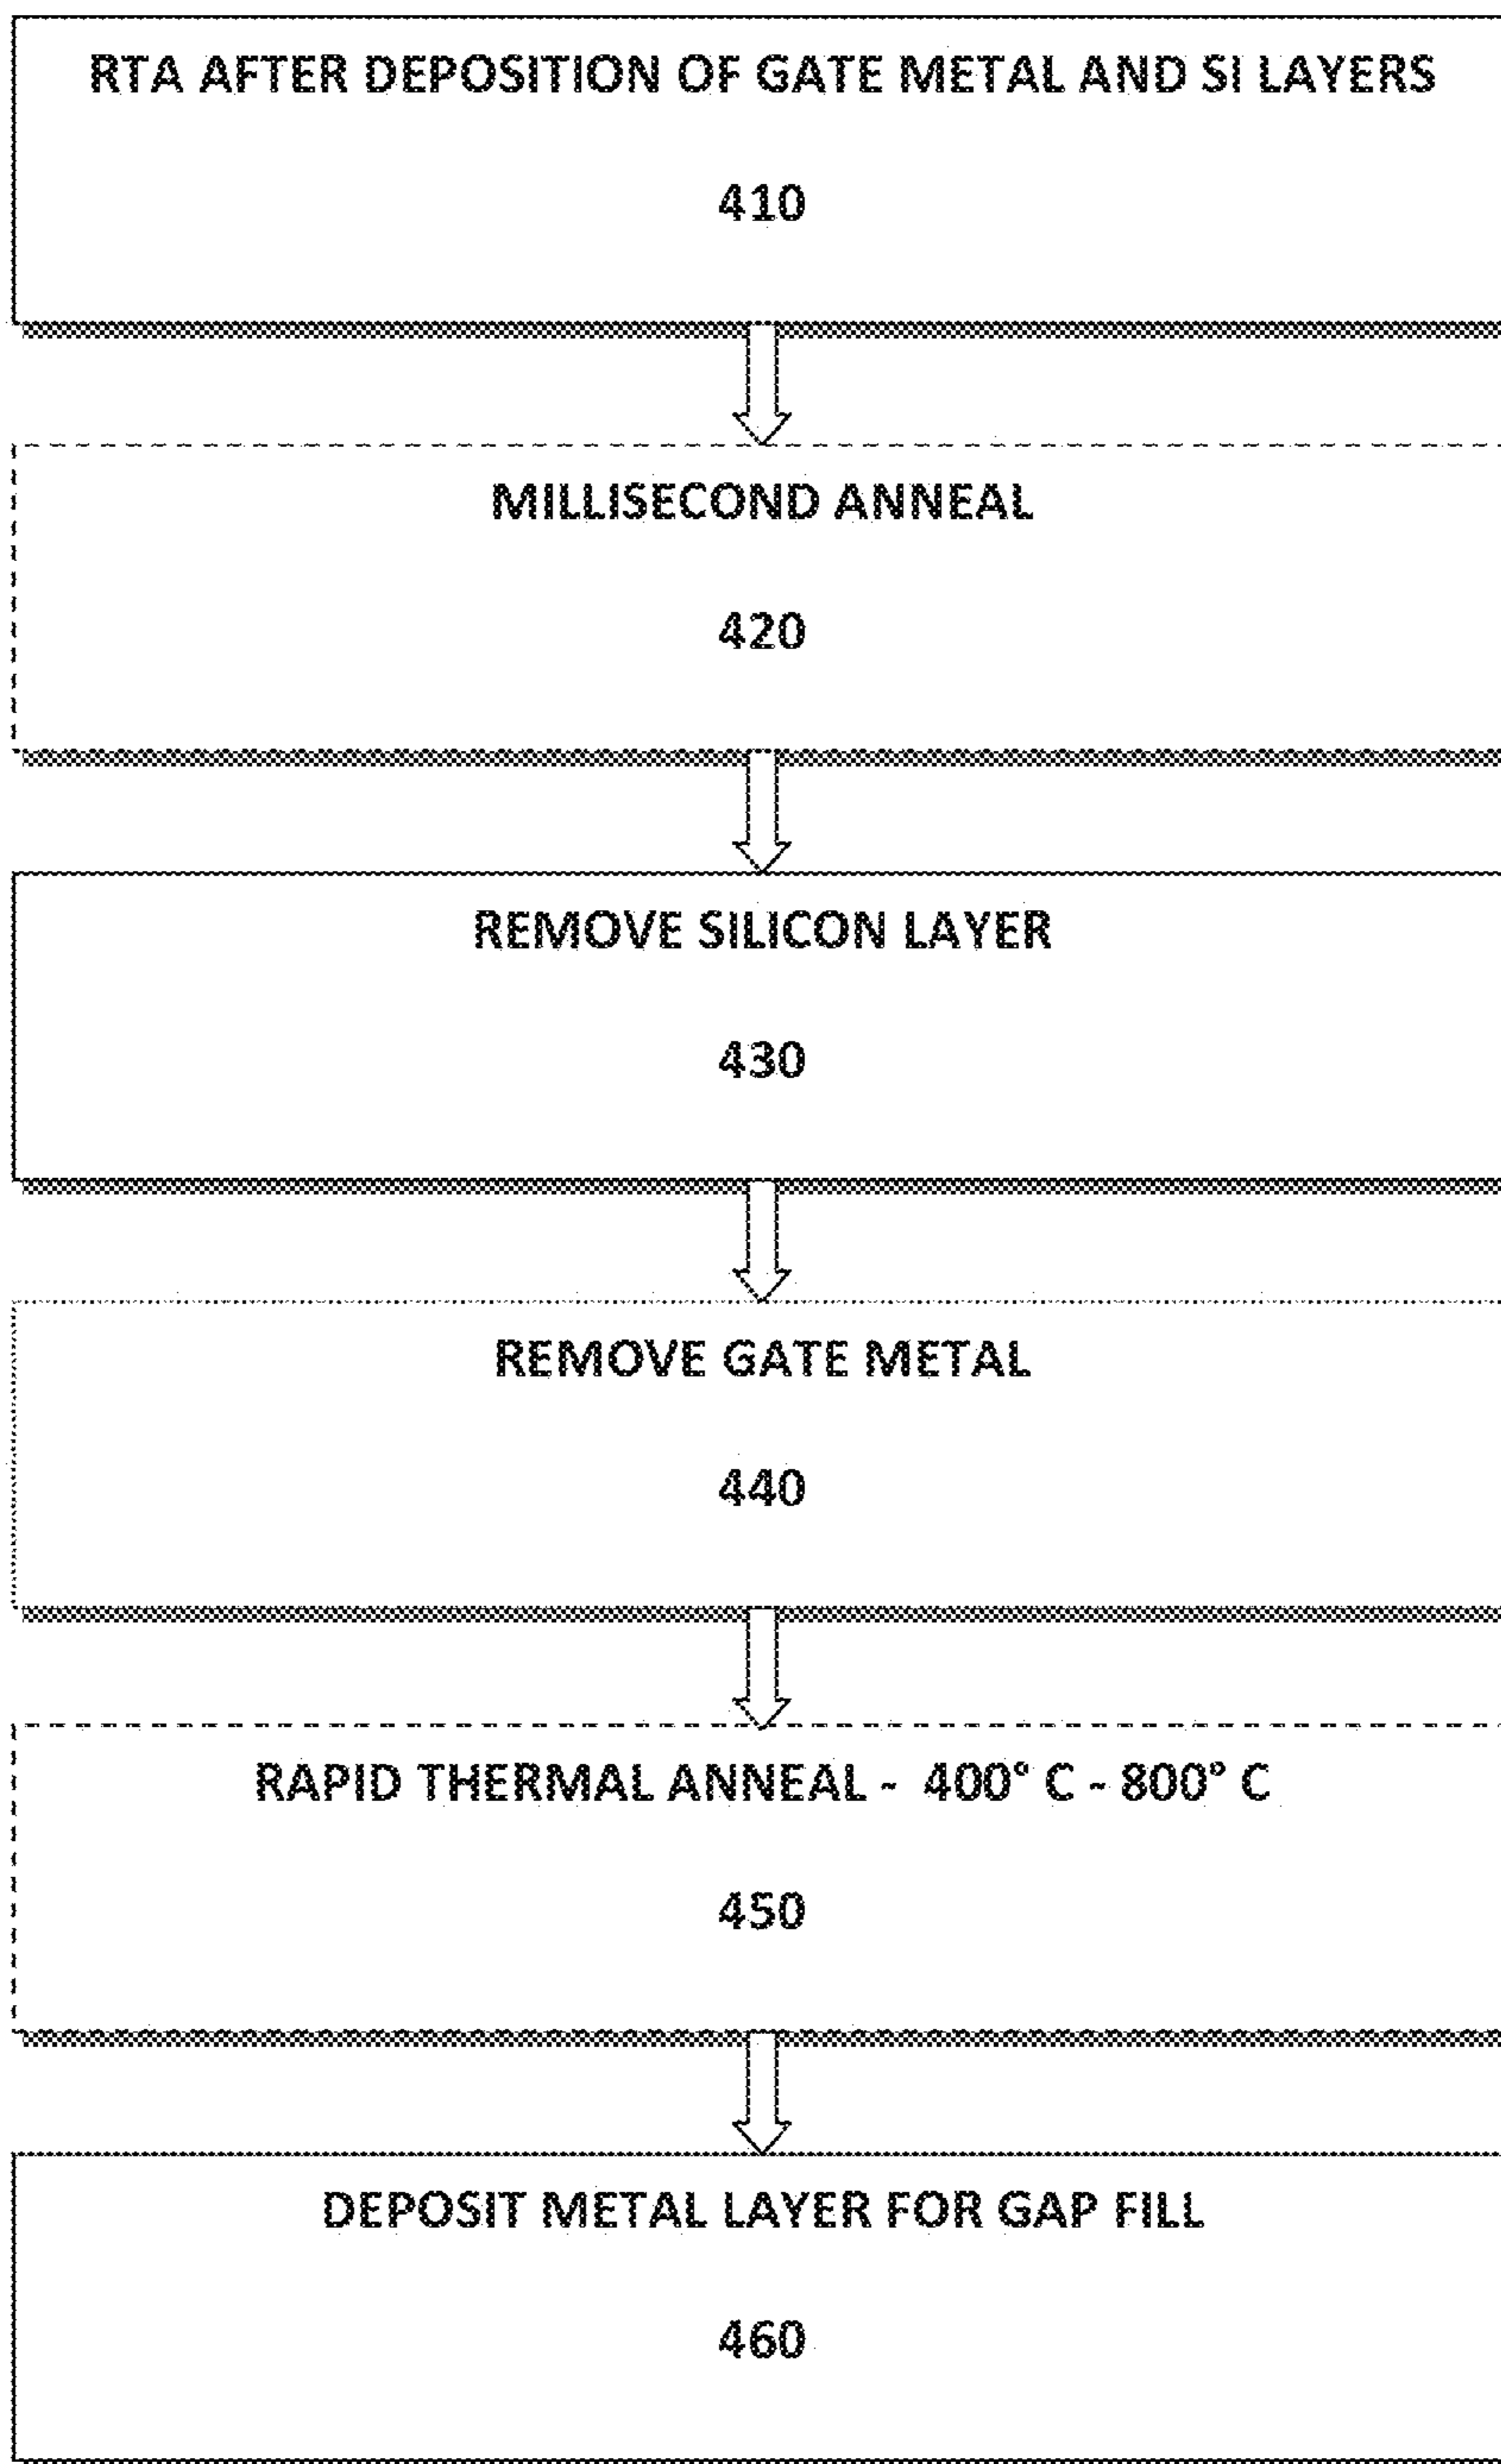 RTA AFTER DEPOSITION OF GATE METAL AND SI LAYERS
410
MILLISECOND ANNEAL
420
REMOVE SILICON LAYER
430
REMOVE GATE METAL
440
RAPID THERMAL ANNEAL - 400° C - 800° C
450
DEPOSIT METAL LAYER FOR GAP FILL
460